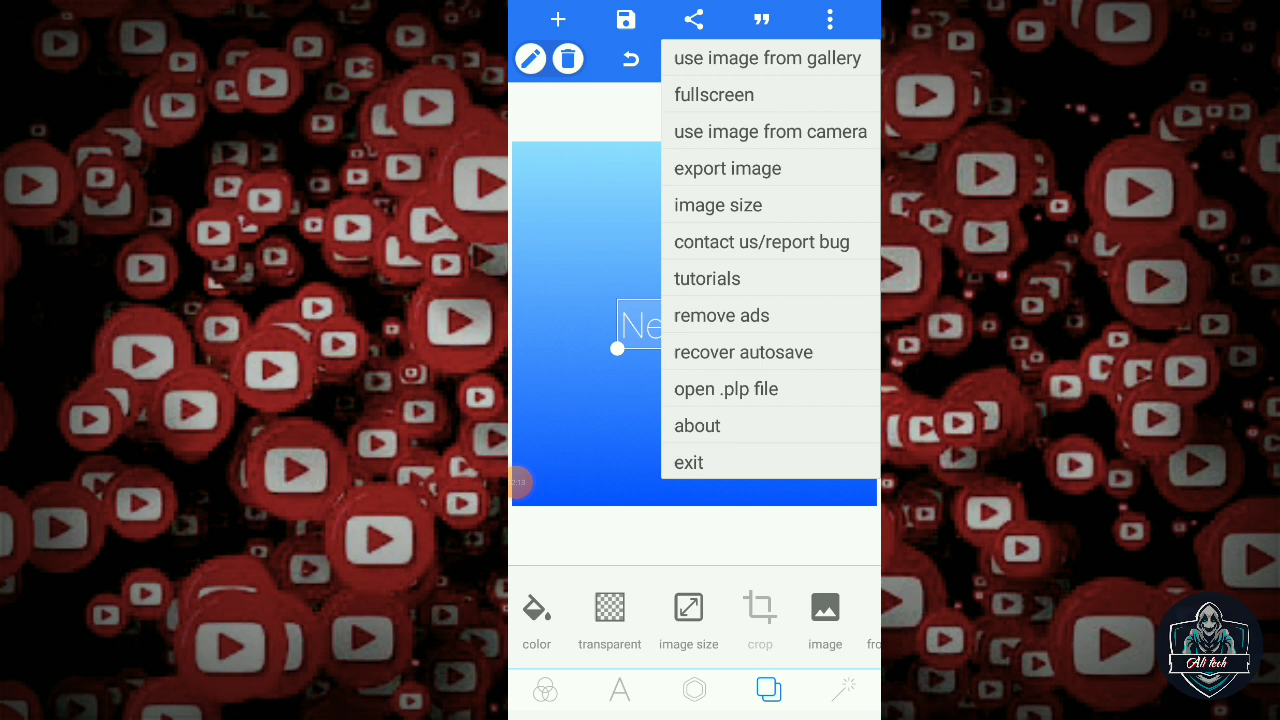 use image from gallery
fullscreen
use image from camera
export image
image size
contact us/report bug
tutorials
remove ads
recover autosave
open .plp file
about
exit
Ne
color
transparent
image size
crop
image
fro
Ali tech